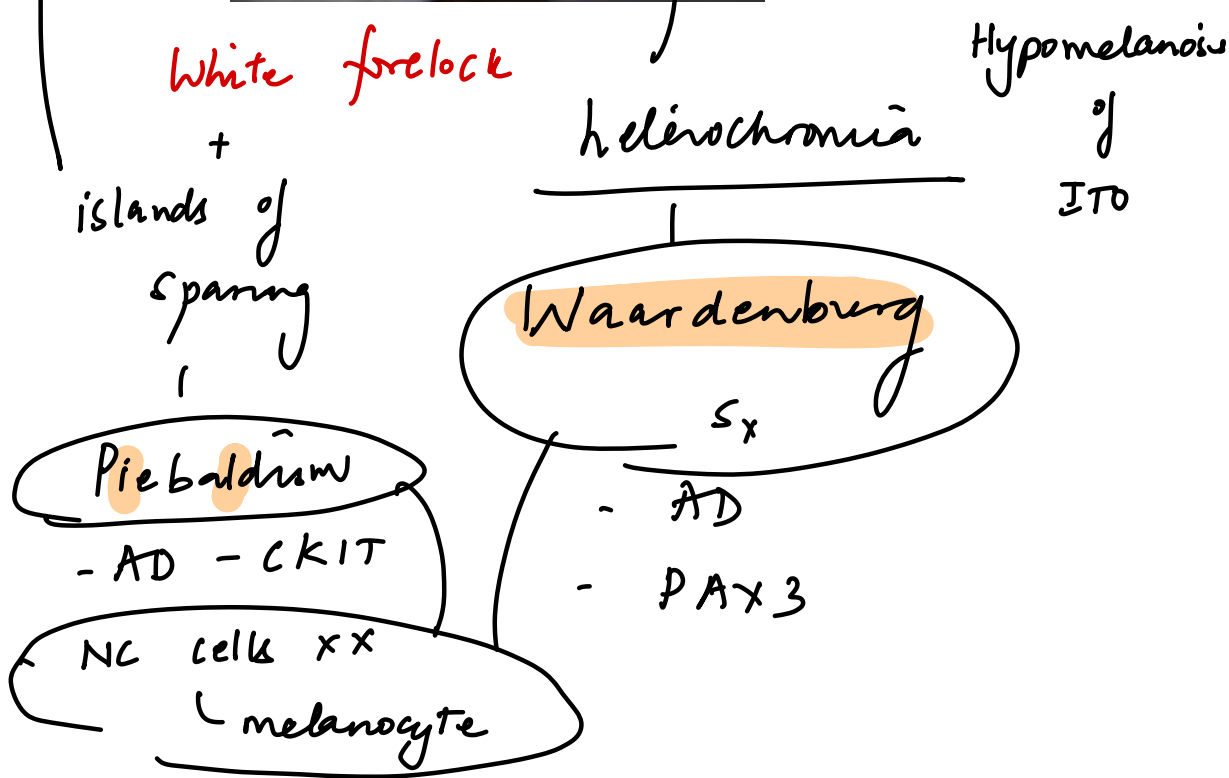 White forelock
+
islands of
sparing
Piebaldism
- AD - CKIT
- NC cells xx
melanocyte
heterochromia
Waardenburg
Sx
- AD
- PAX3
Hypomelanosis
of
ITO